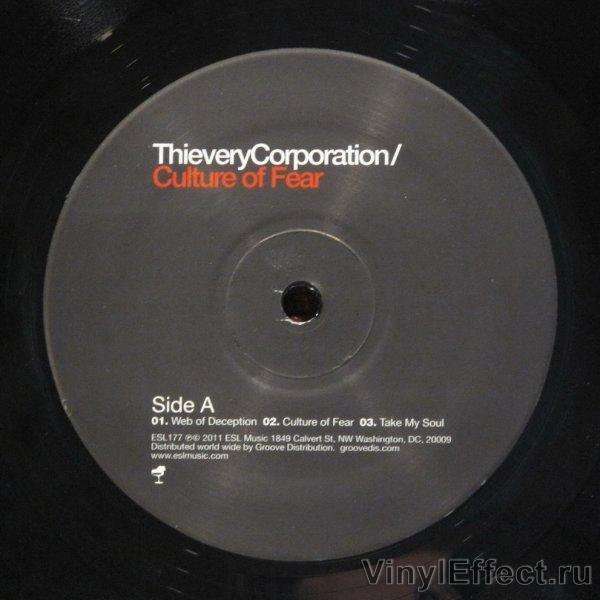 ThieveryCorporation/
Culture of Fear
Side A
01. Web of Deception 02. Culture of Fear 03. Take My Soul
ESL177 ℗© 2011 ESL Music 1849 Calvert St, NW Washington, DC, 20009
Distributed world wide by Groove Distribution. groovedis.com
www.eslmusic.com
VinylEffect.ru